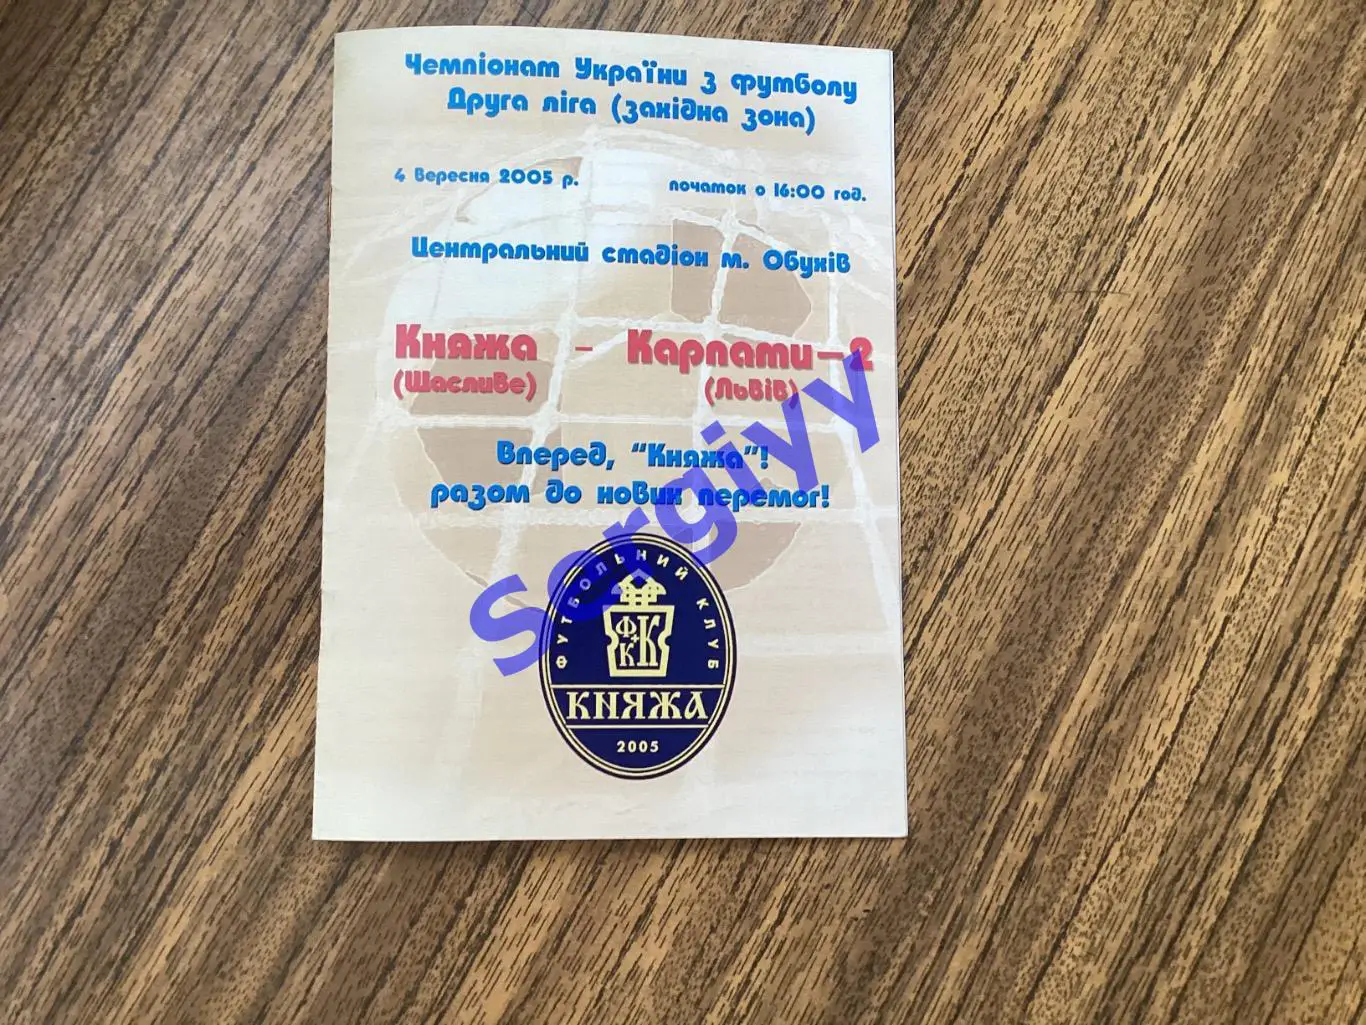 Чемпіонат України з футболу
Друга ліга (західна зона)
4 вересня 2005 р. початок о 16:00 год.
Центральний стадіон м. Обухів
Княжа - Карпати-2
(Щасливе) (Львів)
Вперед, "Княжа"!
разом до нових перемог!
sergiyy
ФУТБОЛЬНИЙ КЛУБ
Ф+К К
КНЯЖА
2005